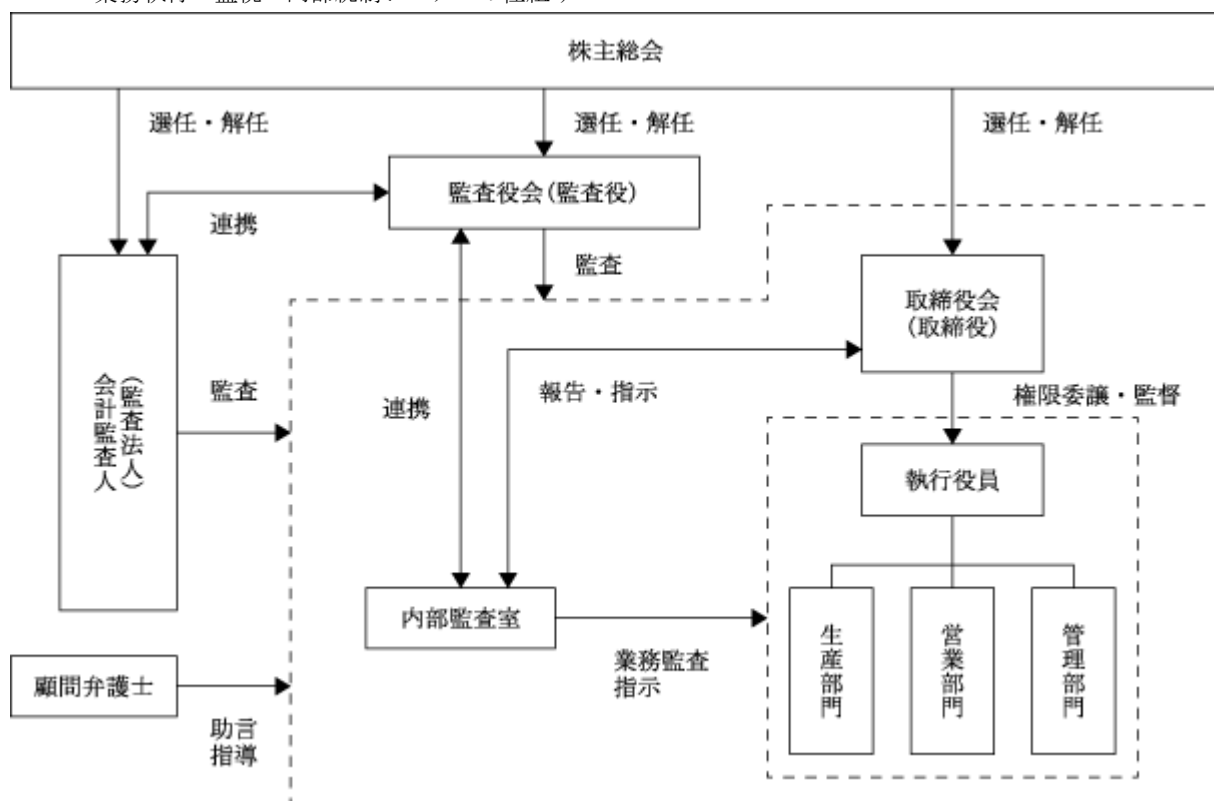 株主総会
選任・解任
選任・解任
選任・解任
監査役会(監査役)
連携
監査
取締役会
(取締役)
会計監査人
(監査法人)
監査
連携
報告・指示
権限委譲・監督
執行役員
内部監査室
業務監査
指示
生産部門
営業部門
管理部門
顧問弁護士
助言
指導